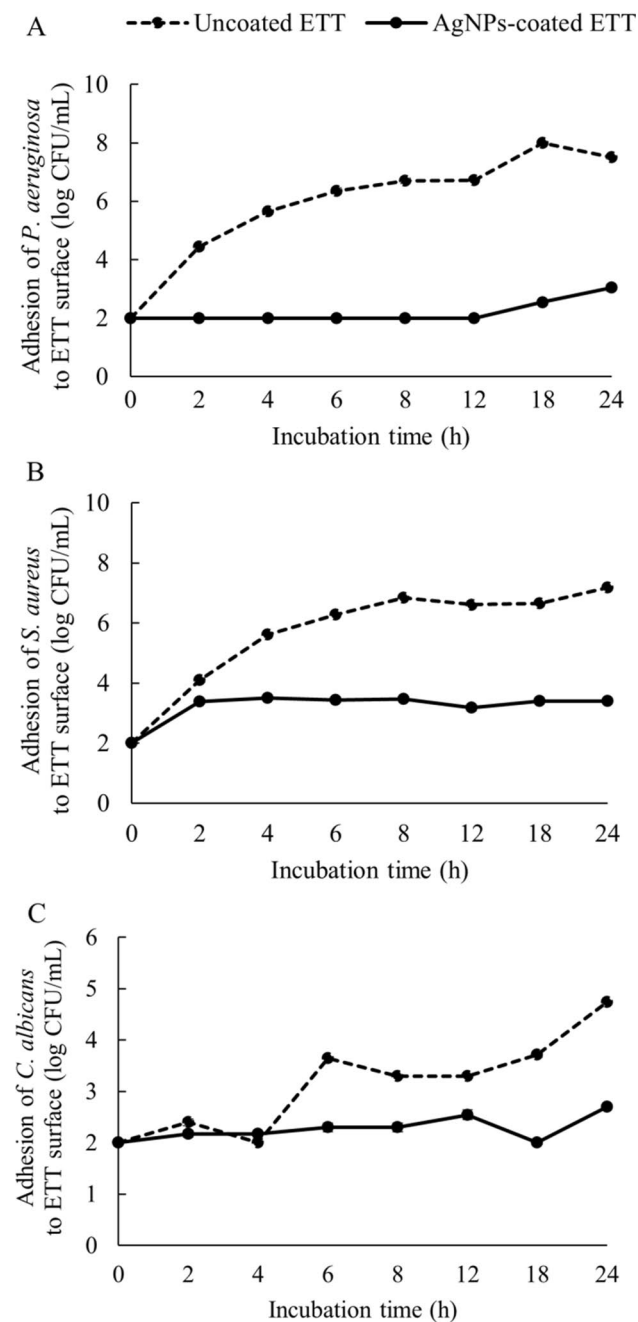 A
Uncoated ETT AgNPs-coated ETT
Adhesion of P. aeruginosa
to ETT surface (log CFU/mL)
10
8
6
4
2
0
0 2 4 6 8 12 18 24
Incubation time (h)
B
Adhesion of S. aureus
to ETT surface (log CFU/mL)
10
8
6
4
2
0
0 2 4 6 8 12 18 24
Incubation time (h)
C
Adhesion of C. albicans
to ETT surface (log CFU/mL)
6
5
4
3
2
1
0
0 2 4 6 8 12 18 24
Incubation time (h)